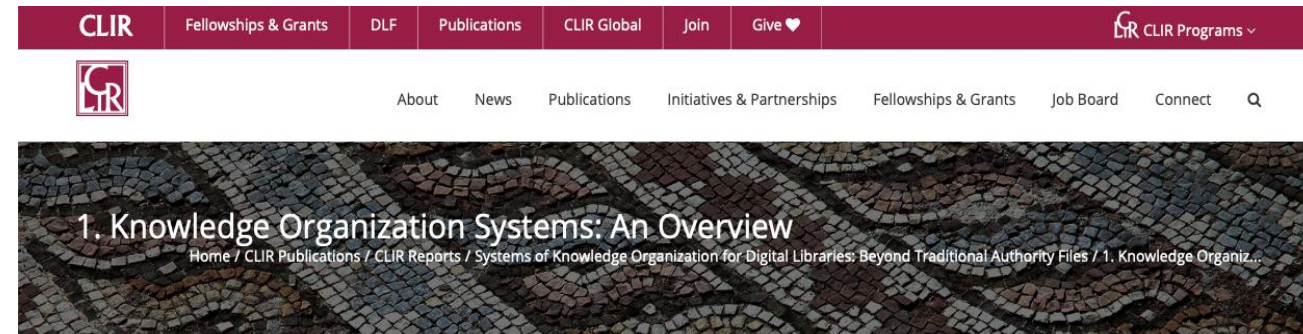 CLIR Fellowships & Grants DLF Publications CLIR Global Join Give CLIR CLIR Programs
CLIR
About News Publications Initiatives & Partnerships Fellowships & Grants Job Board Connect
1. Knowledge Organization Systems: An Overview
Home / CLIR Publications / CLIR Reports / Systems of Knowledge Organization for Digital Libraries: Beyond Traditional Authority Files / 1. Knowledge Organiz...